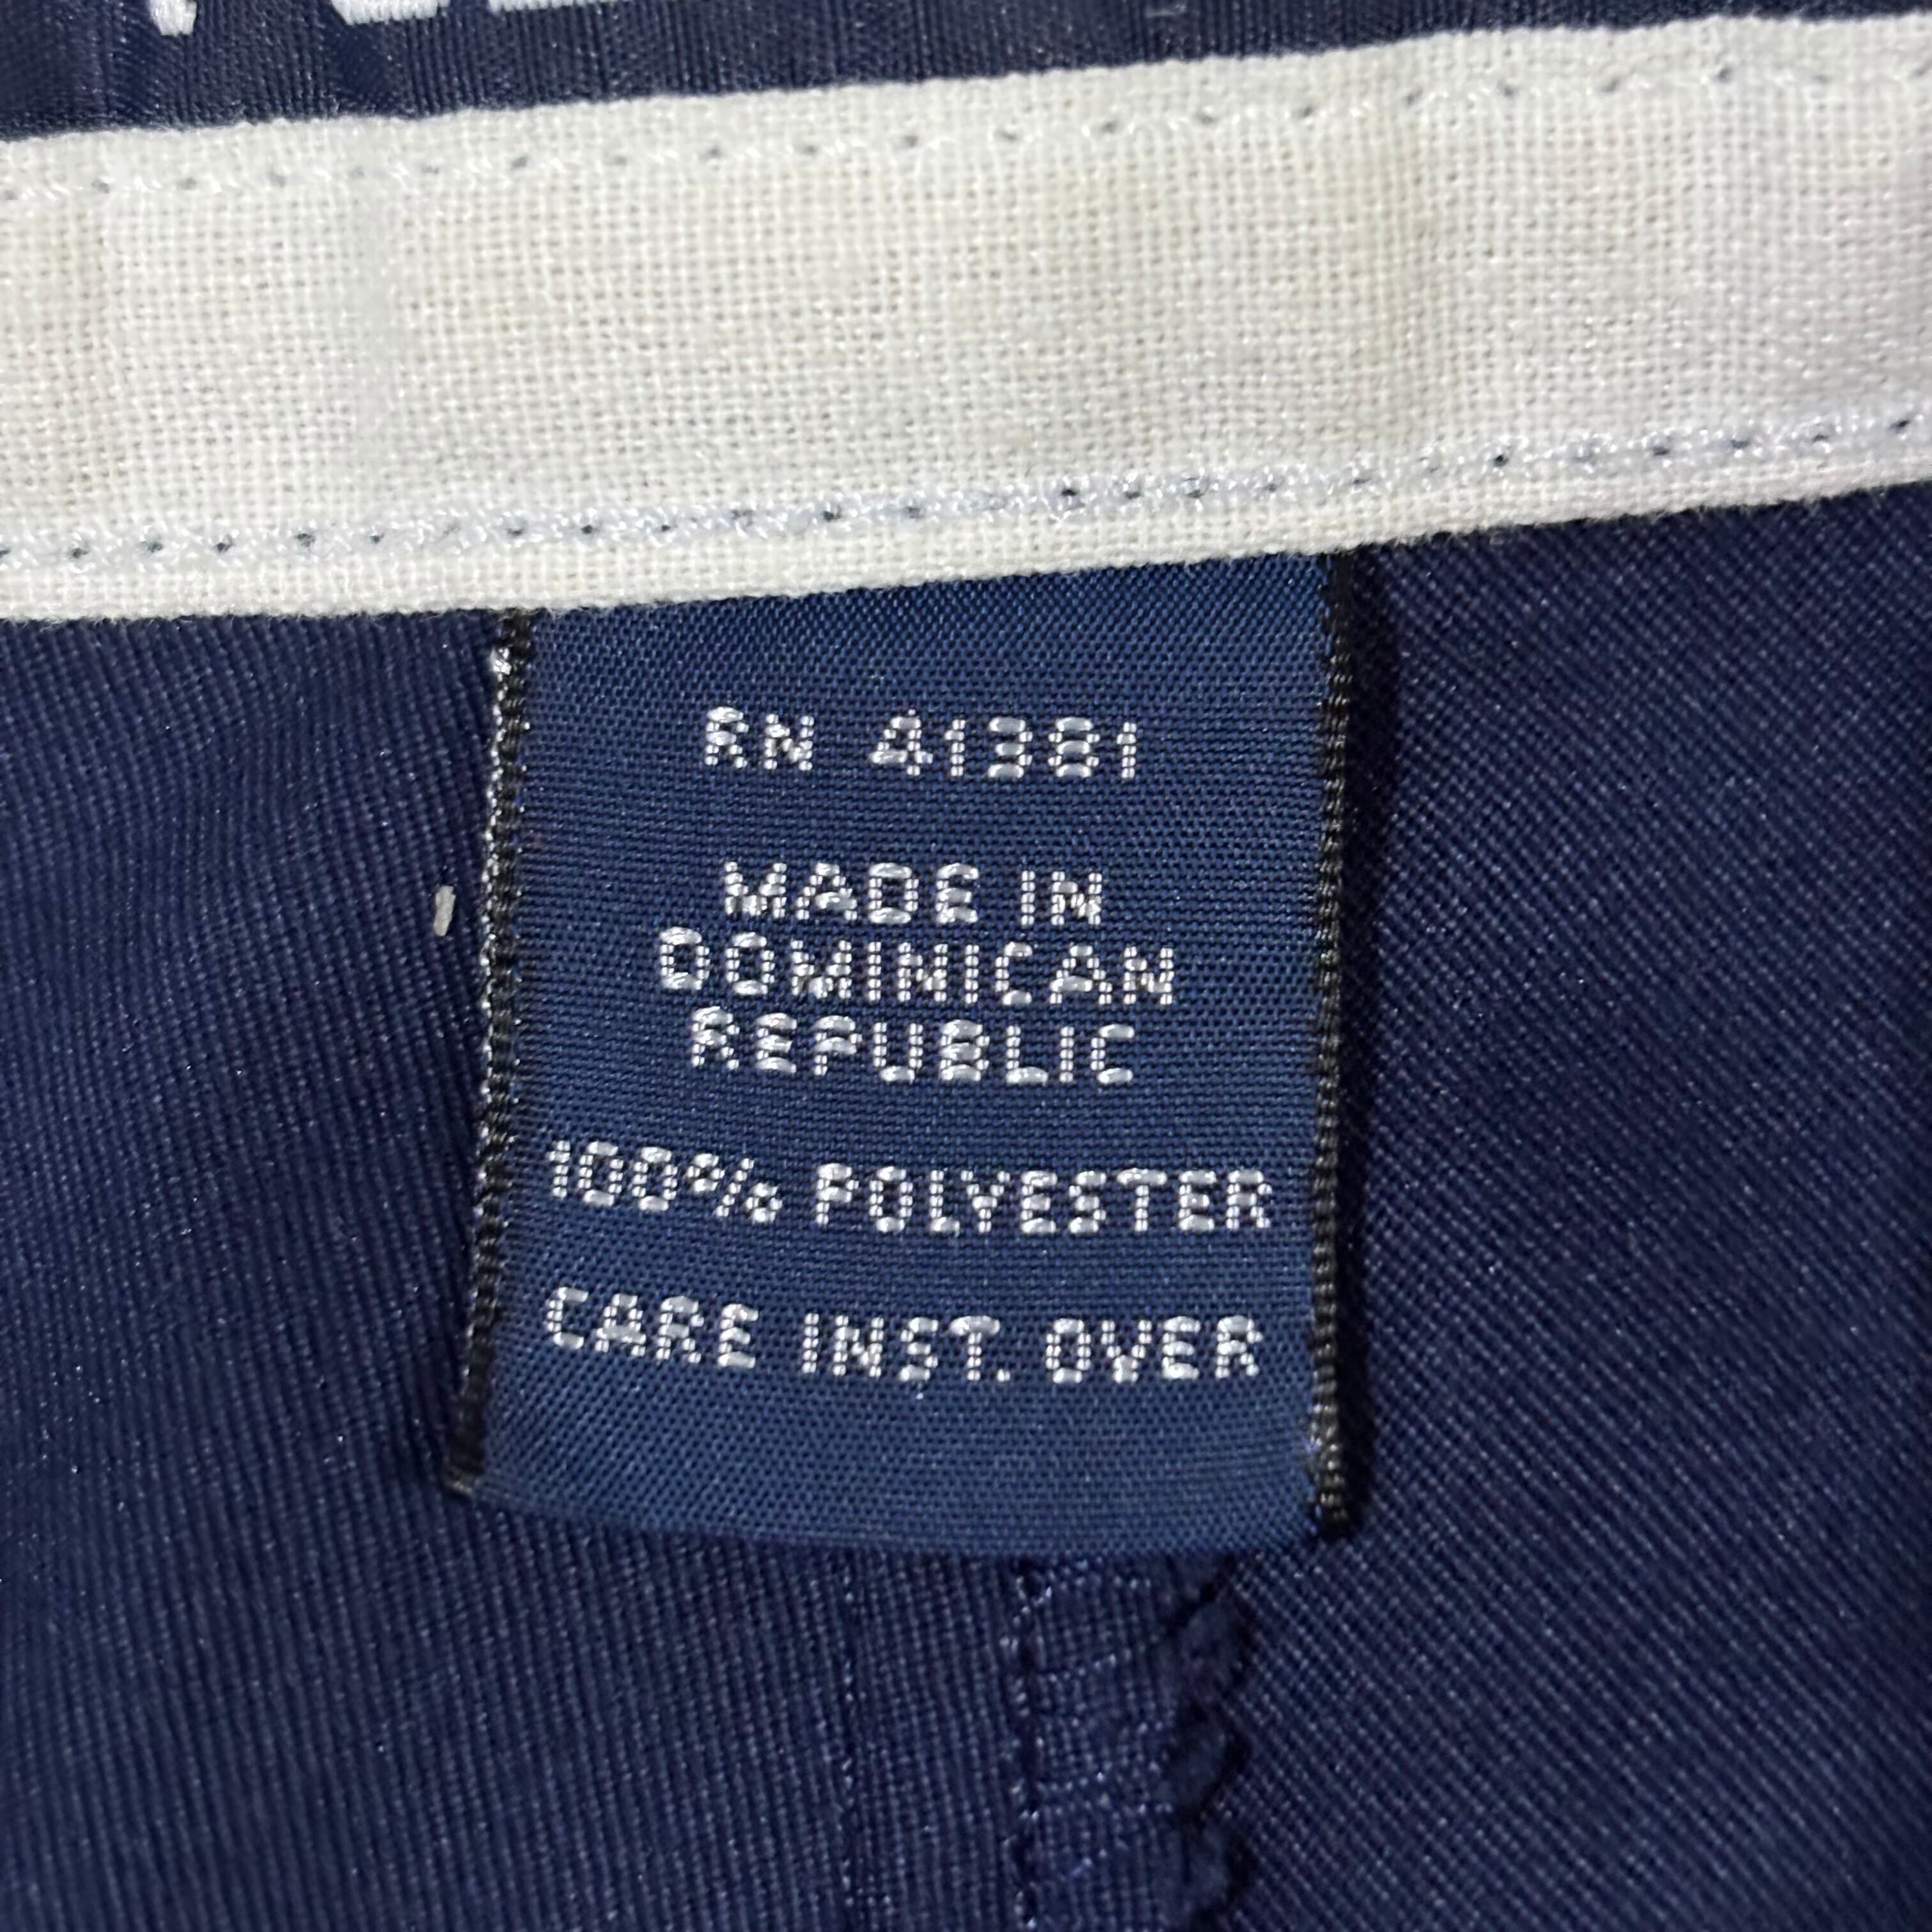 RN 41381
MADE IN
DOMINICAN
REPUBLIC
100% POLYESTER
CARE INST. OVER